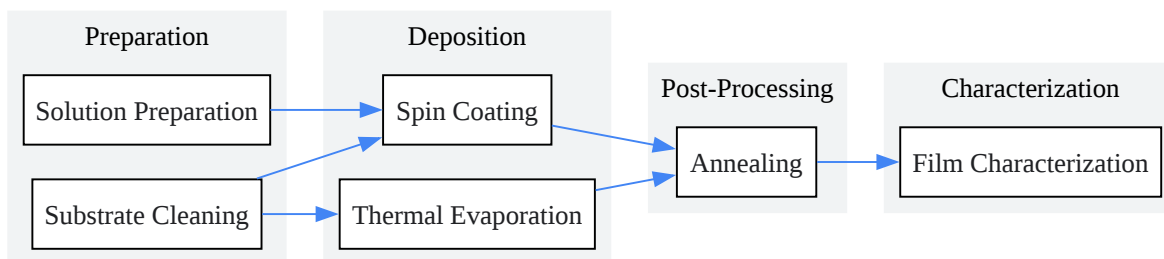 Preparation
Solution Preparation
Substrate Cleaning
Deposition
Spin Coating
Thermal Evaporation
Post-Processing
Annealing
Characterization
Film Characterization